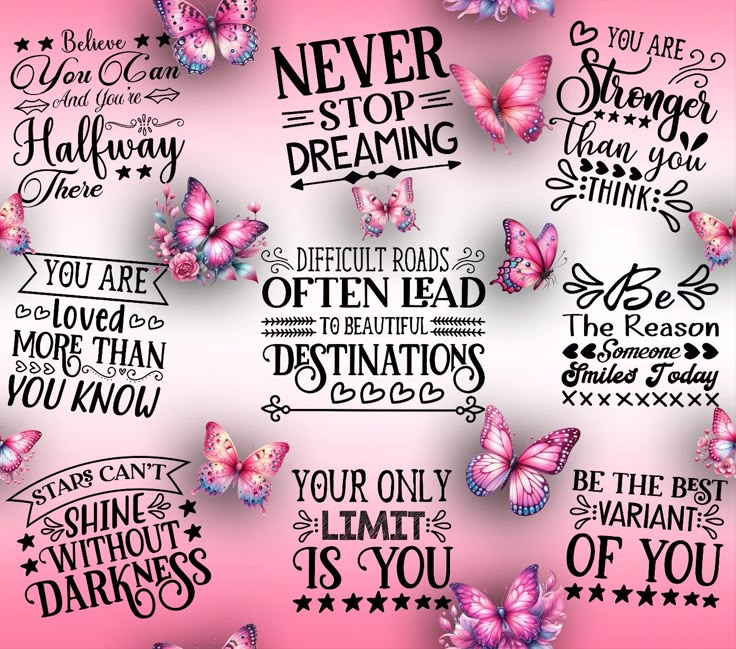 Believe
You Can
And You're
Halfway
There
NEVER
STOP
DREAMING
YOU ARE
Stronger
Than you
THINK
YOU ARE
Loved
MORE THAN
YOU KNOW
DIFFICULT ROADS
OFTEN LEAD
TO BEAUTIFUL
DESTINATIONS
Be
The Reason
Someone
Smiles Today
STARS CAN'T
SHINE
WITHOUT
DARKNESS
YOUR ONLY
LIMIT
IS YOU
BE THE BEST
VARIANT
OF YOU